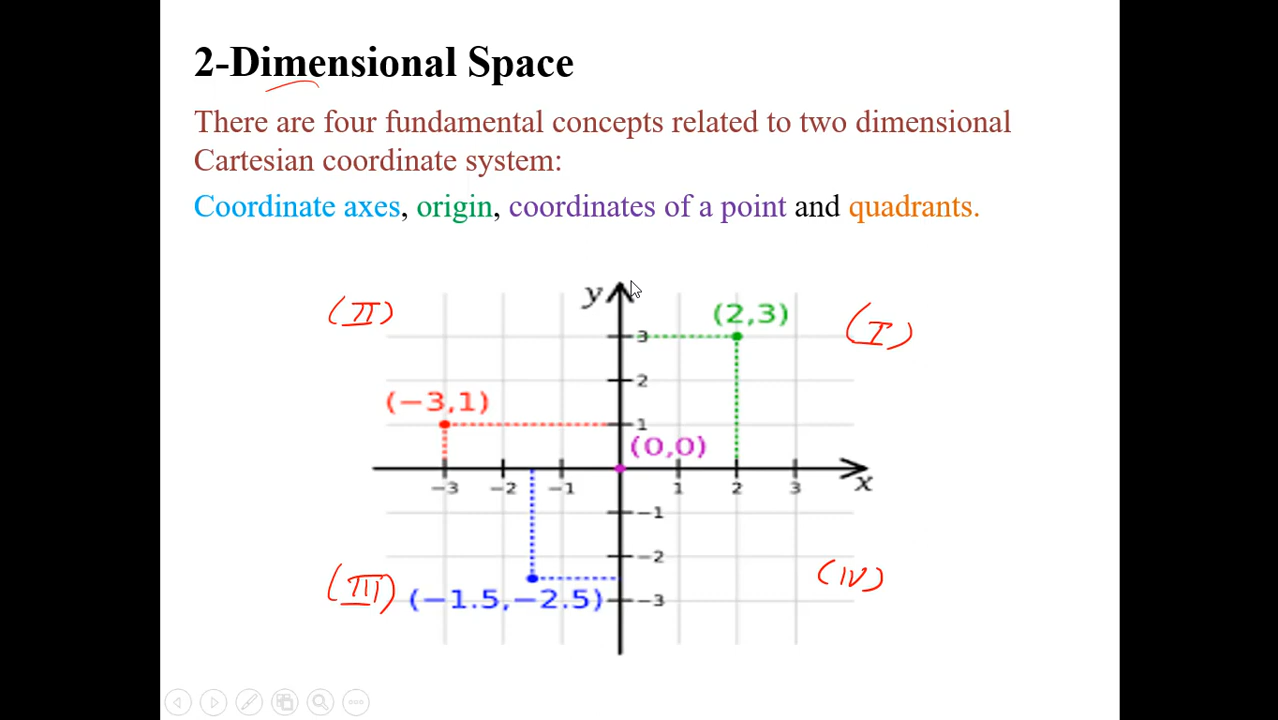 2-Dimensional Space
There are four fundamental concepts related to two dimensional
Cartesian coordinate system:
Coordinate axes, origin, coordinates of a point and quadrants.
y
(II)
(2,3)
(I)
3
2
(−3,1)
1
(0,0)
−3 −2 −1 1 2 3 x
−1
−2
(III)
(IV)
(−1.5,−2.5)
−3